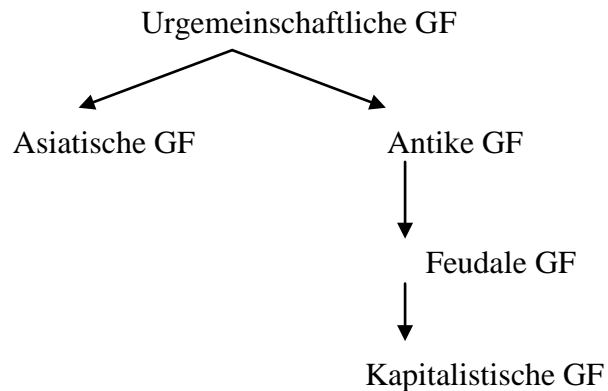 Urgemeinschaftliche GF
Asiatische GF
Antike GF
Feudale GF
Kapitalistische GF